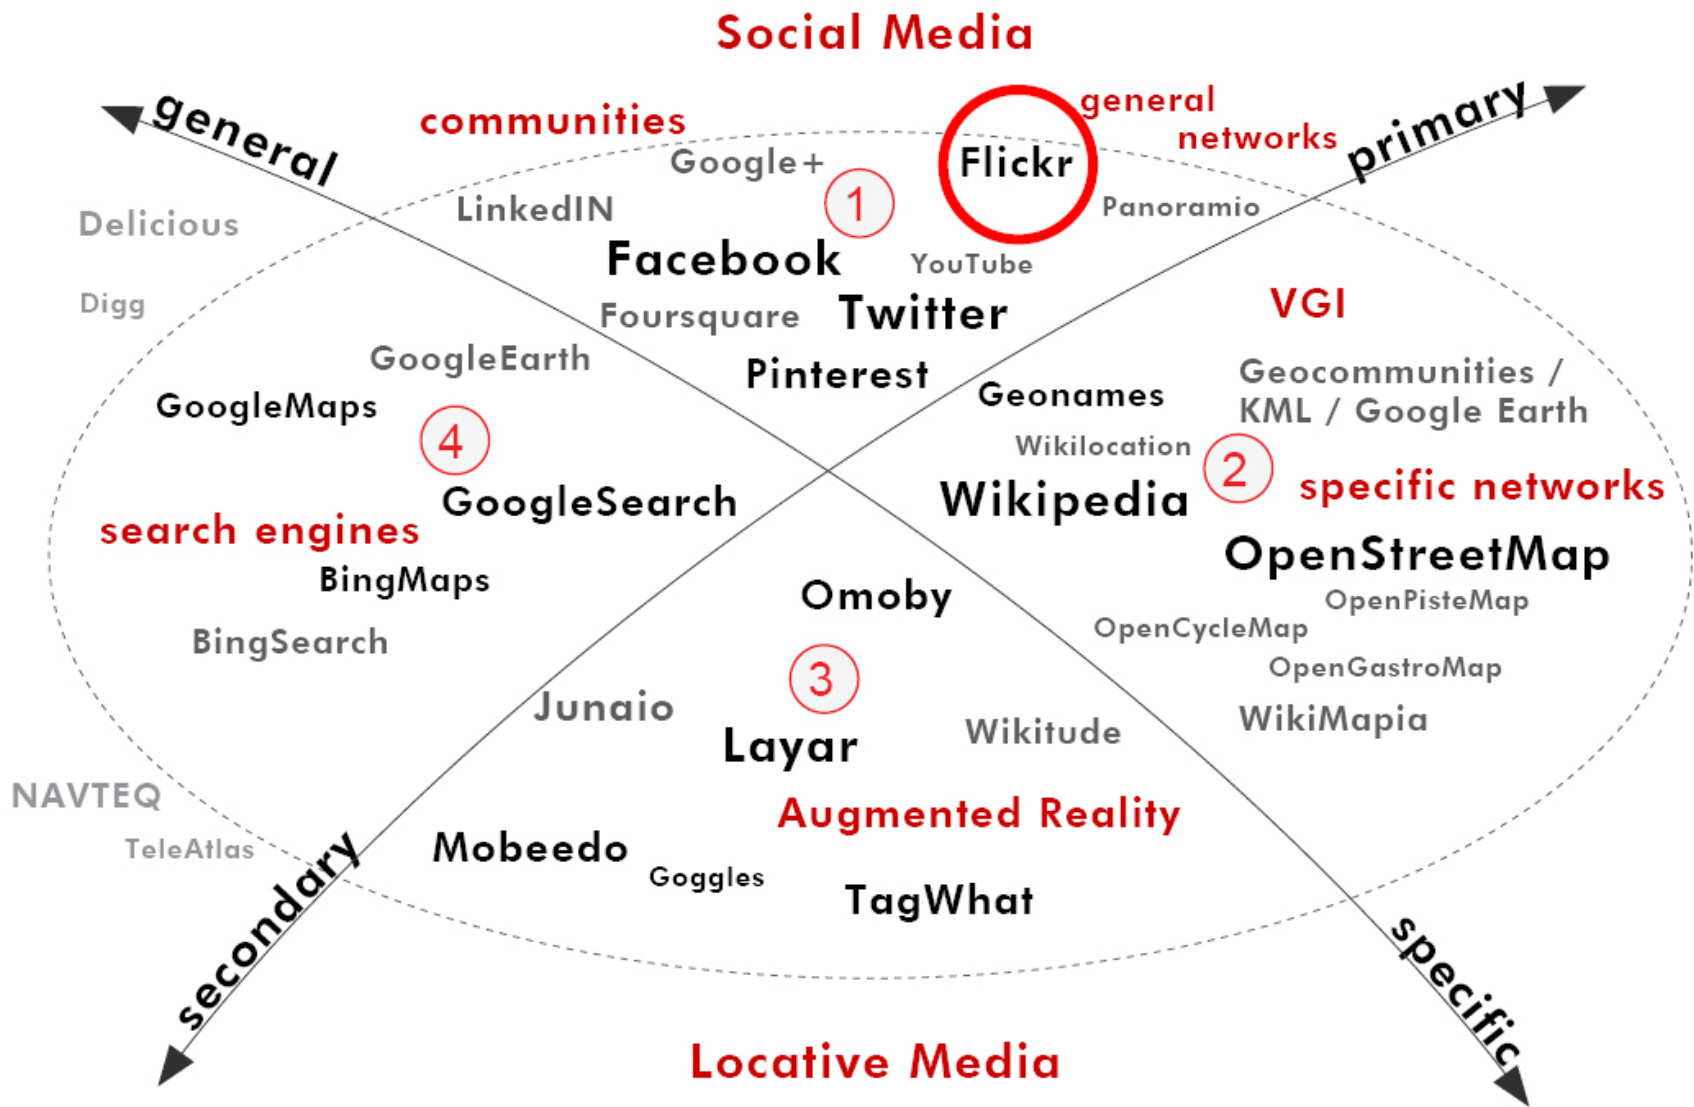 Social Media
general
communities
general
networks
primary
Google+
1
Flickr
LinkedIN
Panoramio
Delicious
Facebook
YouTube
Digg
Foursquare
Twitter
VGI
GoogleEarth
Pinterest
Geonames
Geocommunities /
KML / Google Earth
GoogleMaps
4
Wikilocation
2
GoogleSearch
Wikipedia
specific networks
search engines
OpenStreetMap
BingMaps
Omoby
OpenPisteMap
BingSearch
OpenCycleMap
3
OpenGastroMap
Junaio
WikiMapia
Layar
Wikitude
NAVTEQ
Augmented Reality
TeleAtlas
Mobeedo
Goggles
TagWhat
secondary
specific
Locative Media